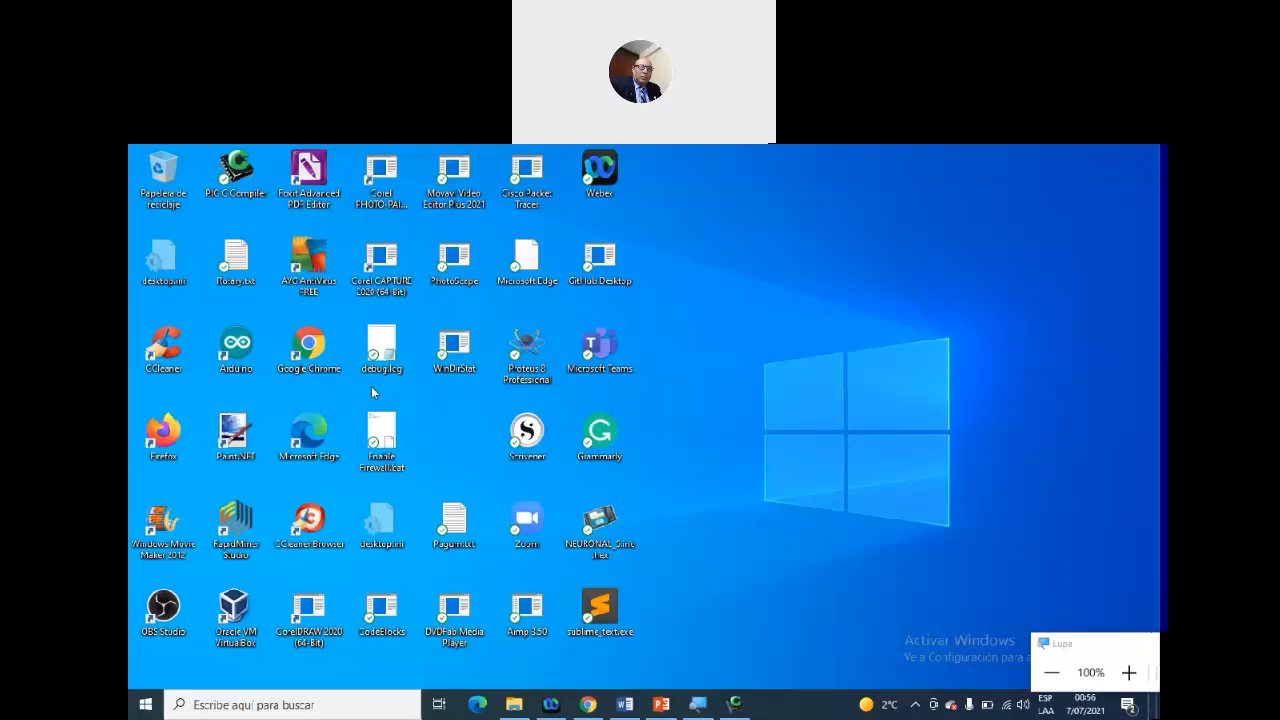 Papelera de
reciclaje
PIC C Compiler
Foxit Advanced
PDF Editor
Corel
PHOTO-PAI...
Movavi Video
Editor Plus 2021
Cisco Packet
Tracer
Webex
desktop.ini
Rotary.txt
AVG AntiVirus
FREE
Corel CAPTURE
2020 (64-Bit)
PhotoScape
Microsoft Edge
GitHub Desktop
CCleaner
Arduino
Google Chrome
debug.log
WinDirStat
Proteus 8
Professional
Microsoft Teams
Firefox
Paint.NET
Microsoft Edge
Enable
Firewall.bat
Scrivener
Grammarly
Windows Movie
Maker 2012
RapidMiner
Studio
CCleaner Browser
desktop.ini
Zoom
OBS Studio
Oracle VM
VirtualBox
CorelDRAW 2020
(64-Bit)
CodeBlocks
DVDFab Media
Player
Aimp 3.50
sublime_text.exe
Activar Windows
Ve a Configuración para a
Lupa
100%
Escribe aquí para buscar
2°C
ESP
LAA
00:56
7/07/2021
2